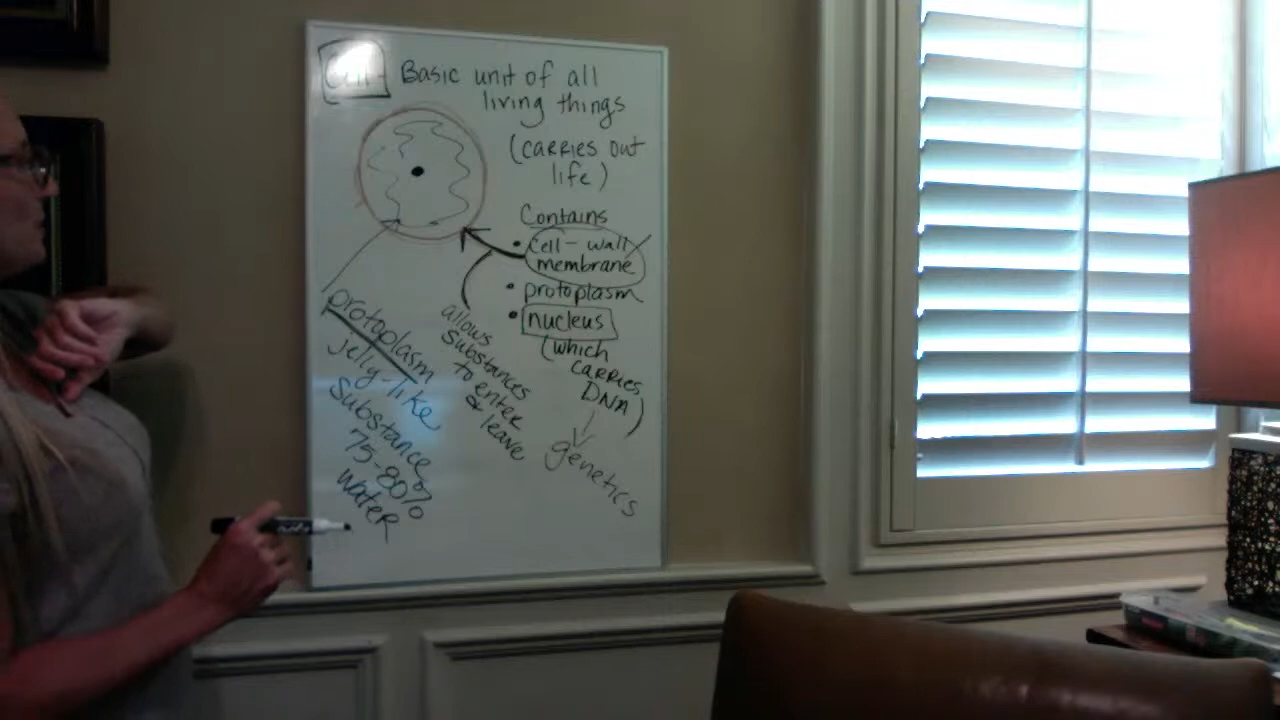 Cell - Basic unit of all
living things
(carries out
life)
Contains
• Cell - wall
membrane
• protoplasm
• nucleus
(which
carries
DNA)
genetics
allows
substances
to enter
& leave
protoplasm
jelly-like
substance
75-80%
water